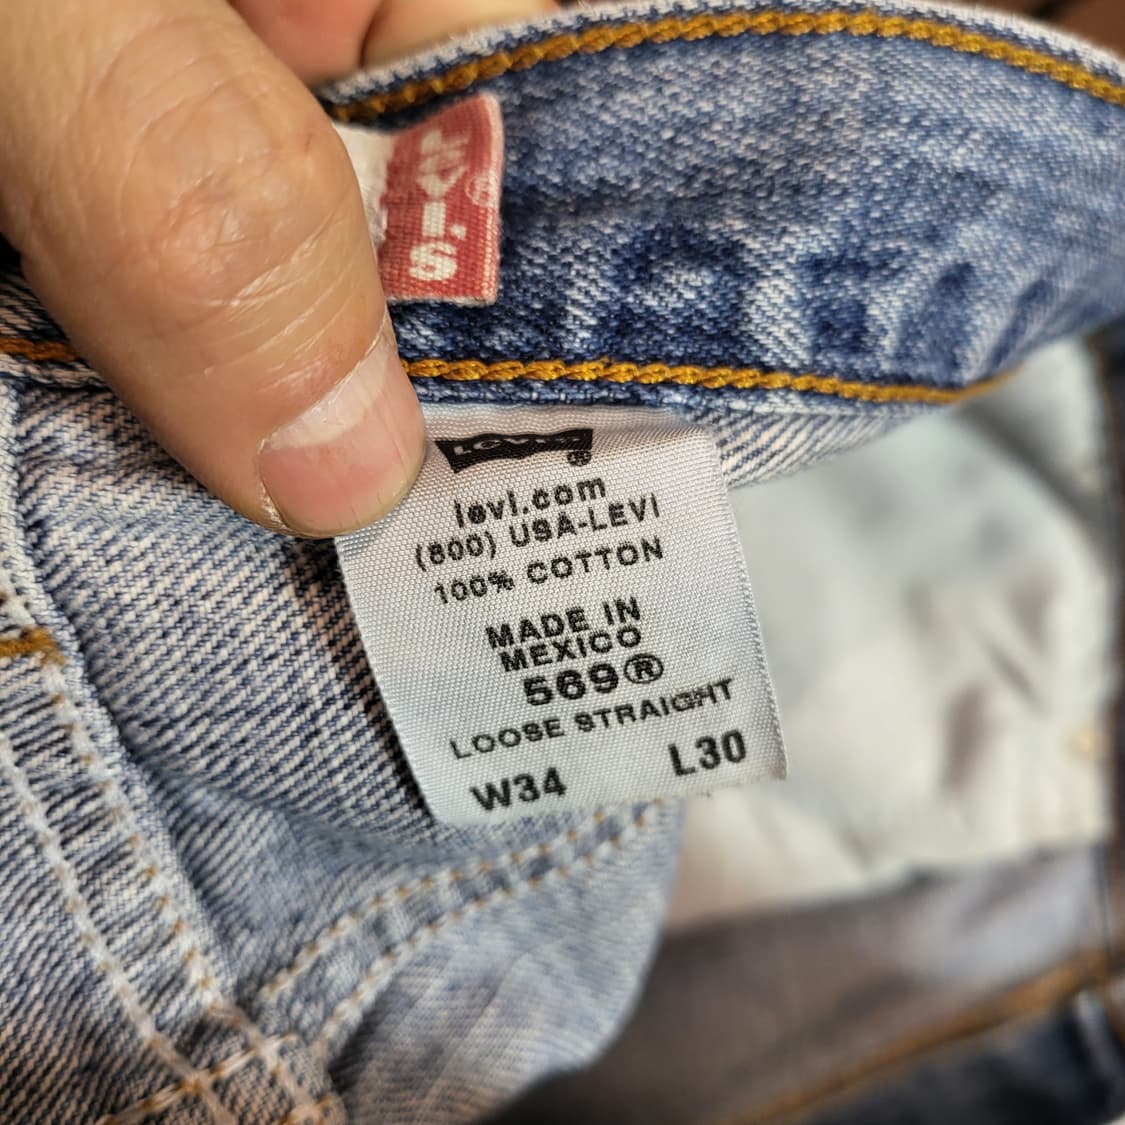 LEVI'S
LEVI'S
®
levi.com
(800) USA-LEVI
100% COTTON
MADE IN
MEXICO
569®
LOOSE STRAIGHT
W34 L30